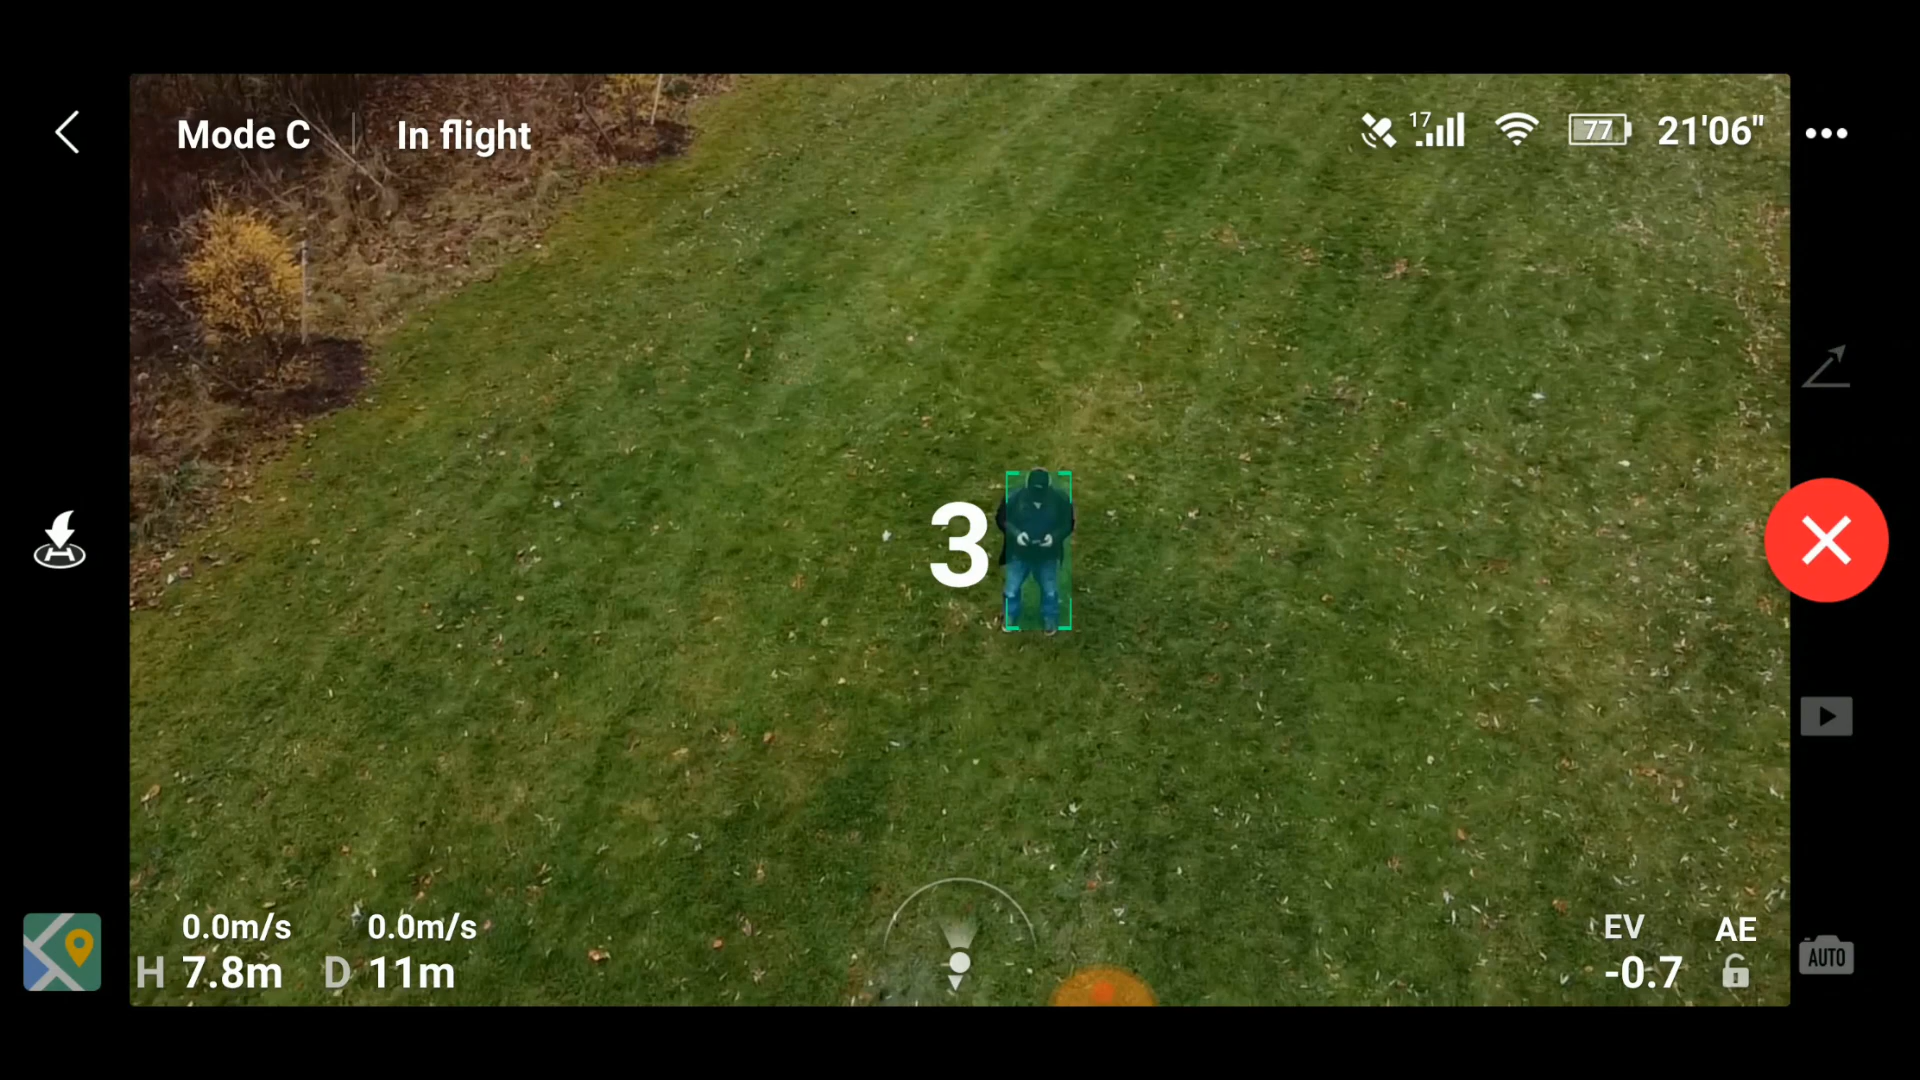 Mode C | In flight
17
77
21'06"
3
0.0m/s 0.0m/s
H 7.8m D 11m
EV
-0.7
AE
AUTO